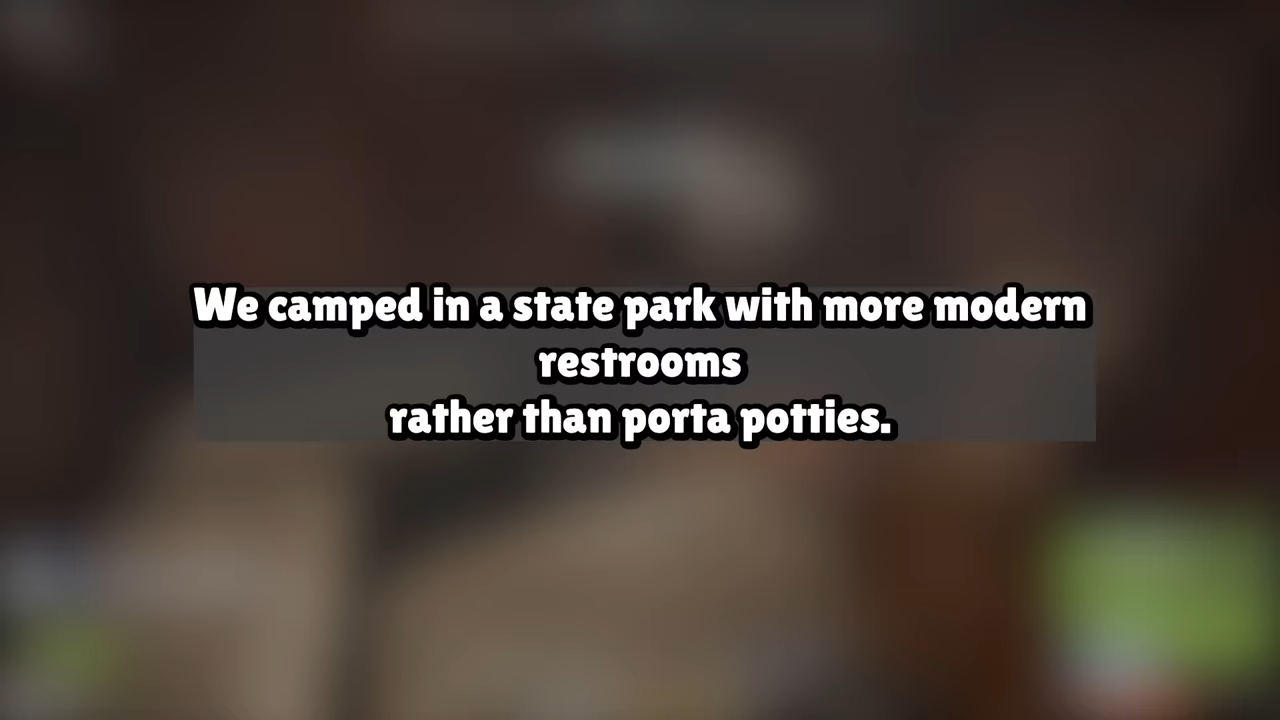 We camped in a state park with more modern
restrooms
rather than porta potties.